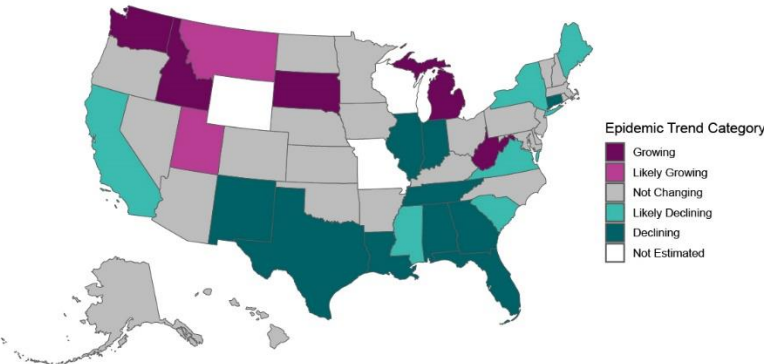 Epidemic Trend Category
Growing
Likely Growing
Not Changing
Likely Declining
Declining
Not Estimated